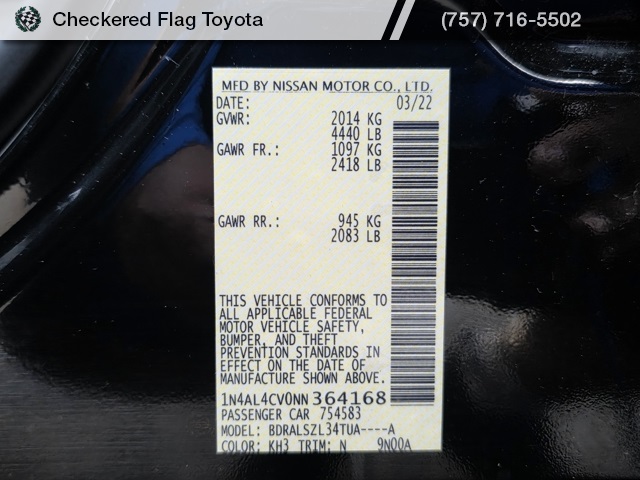 Checkered Flag Toyota
(757) 716-5502
MFD BY NISSAN MOTOR CO., LTD.
DATE: 03/22
GVWR: 2014 KG
4440 LB
GAWR FR.: 1097 KG
2418 LB
GAWR RR.: 945 KG
2083 LB
THIS VEHICLE CONFORMS TO
ALL APPLICABLE FEDERAL
MOTOR VEHICLE SAFETY,
BUMPER, AND THEFT
PREVENTION STANDARDS IN
EFFECT ON THE DATE OF
MANUFACTURE SHOWN ABOVE.
1N4AL4CV0NN364168
PASSENGER CAR 754583
MODEL: BDRALSZL34TUA----A
COLOR: KH3 TRIM: N 9N00A